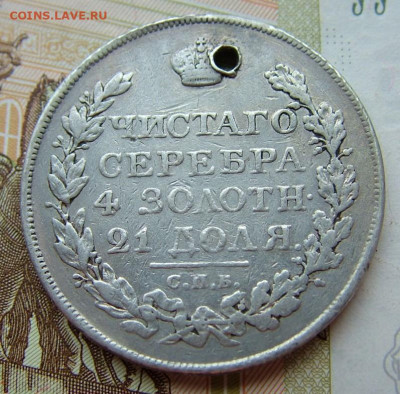 COINS.LAVE.RU
ЧИСТАГО
СЕРЕБРА
4 ЗОЛОТН.
21 ДОЛЯ.
С.П.Б.